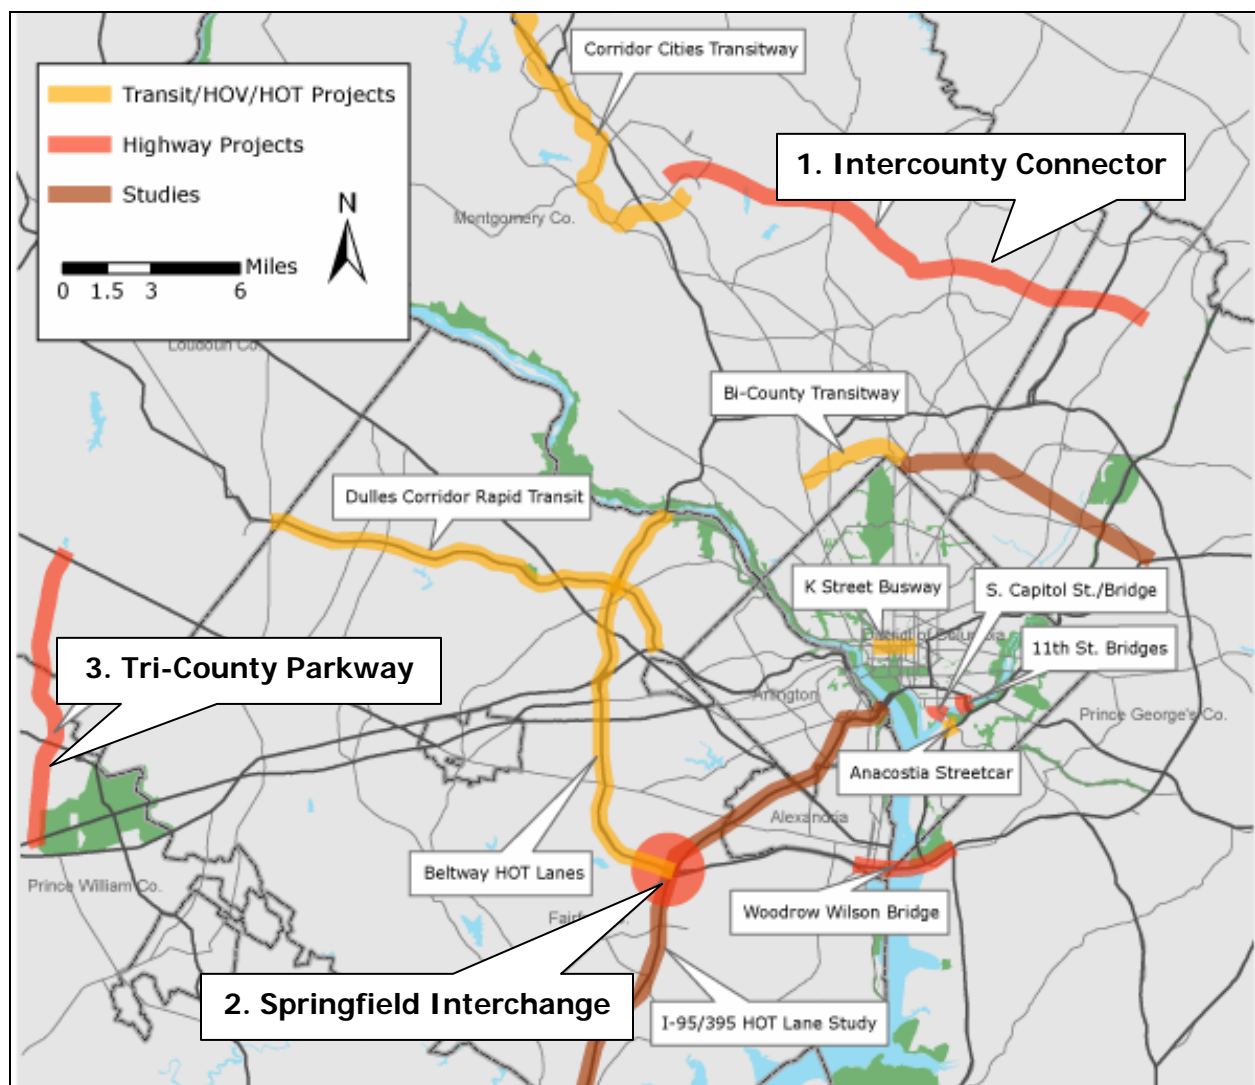 Corridor Cities Transitway
Transit/HOV/HOT Projects
Highway Projects
Studies
N
Miles
0 1.5 3 6
1. Intercounty Connector
Montgomery Co.
Loudoun Co.
Bi-County Transitway
Dulles Corridor Rapid Transit
K Street Busway
S. Capitol St./Bridge
District of Columbia
11th St. Bridges
3. Tri-County Parkway
Arlington
Prince George's Co.
Anacostia Streetcar
Alexandria
Beltway HOT Lanes
Prince William Co.
Woodrow Wilson Bridge
2. Springfield Interchange
I-95/395 HOT Lane Study